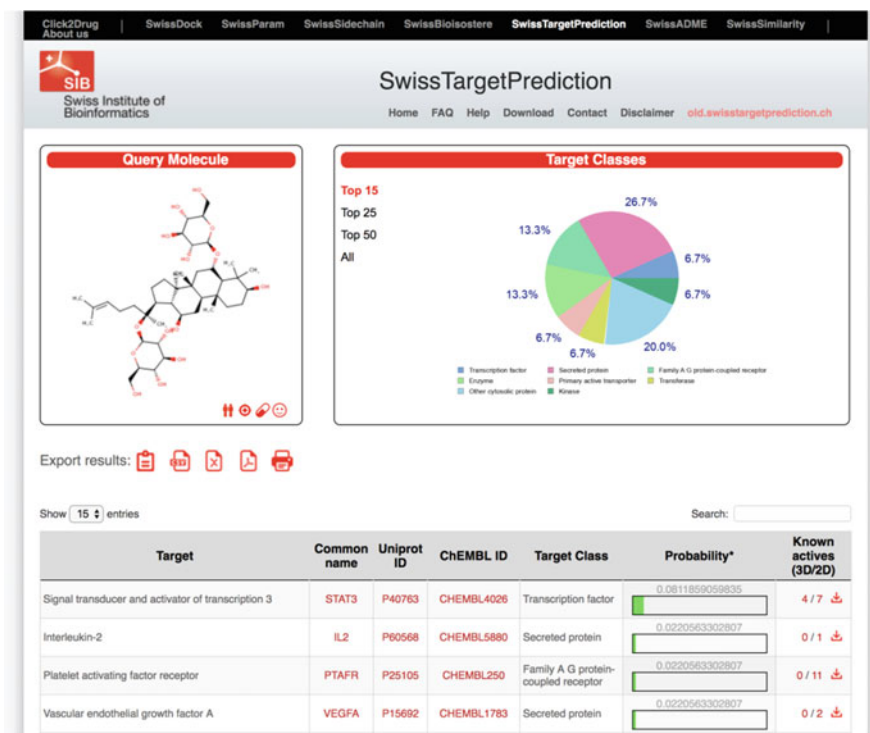 Click2Drug | SwissDock SwissParam SwissSidechain SwissBioisostere SwissTargetPrediction SwissADME SwissSimilarity |
About us
SIB
Swiss Institute of
Bioinformatics
SwissTargetPrediction
Home FAQ Help Download Contact Disclaimer old.swisstargetprediction.ch
Query Molecule
Target Classes
Top 15
Top 25
Top 50
All
26.7%
13.3%
6.7%
13.3%
6.7%
6.7%
6.7%
20.0%
Transcription factor Secreted protein Family A G protein-coupled receptor
Enzyme Primary active transporter Transferase
Other cytosolic protein Kinase
Export results:
Show 15 entries
Search:
Target Common name Uniprot ID ChEMBL ID Target Class Probability* Known actives (3D/2D)
Signal transducer and activator of transcription 3 STAT3 P40763 CHEMBL4026 Transcription factor 0.0811859059835 4 / 7
Interleukin-2 IL2 P60568 CHEMBL5880 Secreted protein 0.0220563302807 0 / 1
Platelet activating factor receptor PTAFR P25105 CHEMBL250 Family A G protein-coupled receptor 0.0220563302807 0 / 11
Vascular endothelial growth factor A VEGFA P15692 CHEMBL1783 Secreted protein 0.0220563302807 0 / 2